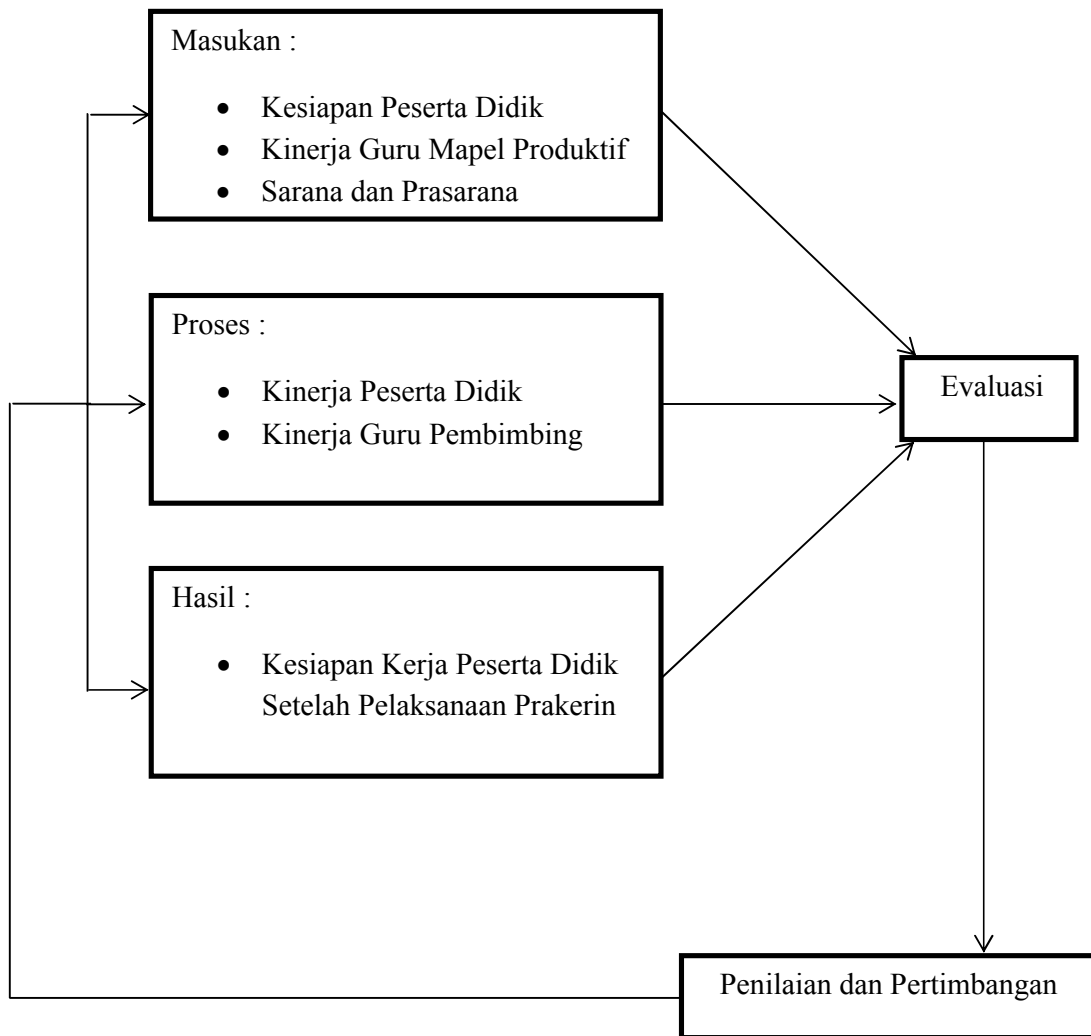 Masukan :
• Kesiapan Peserta Didik
• Kinerja Guru Mapel Produktif
• Sarana dan Prasarana
Proses :
• Kinerja Peserta Didik
• Kinerja Guru Pembimbing
Evaluasi
Hasil :
• Kesiapan Kerja Peserta Didik
Setelah Pelaksanaan Prakerin
Penilaian dan Pertimbangan